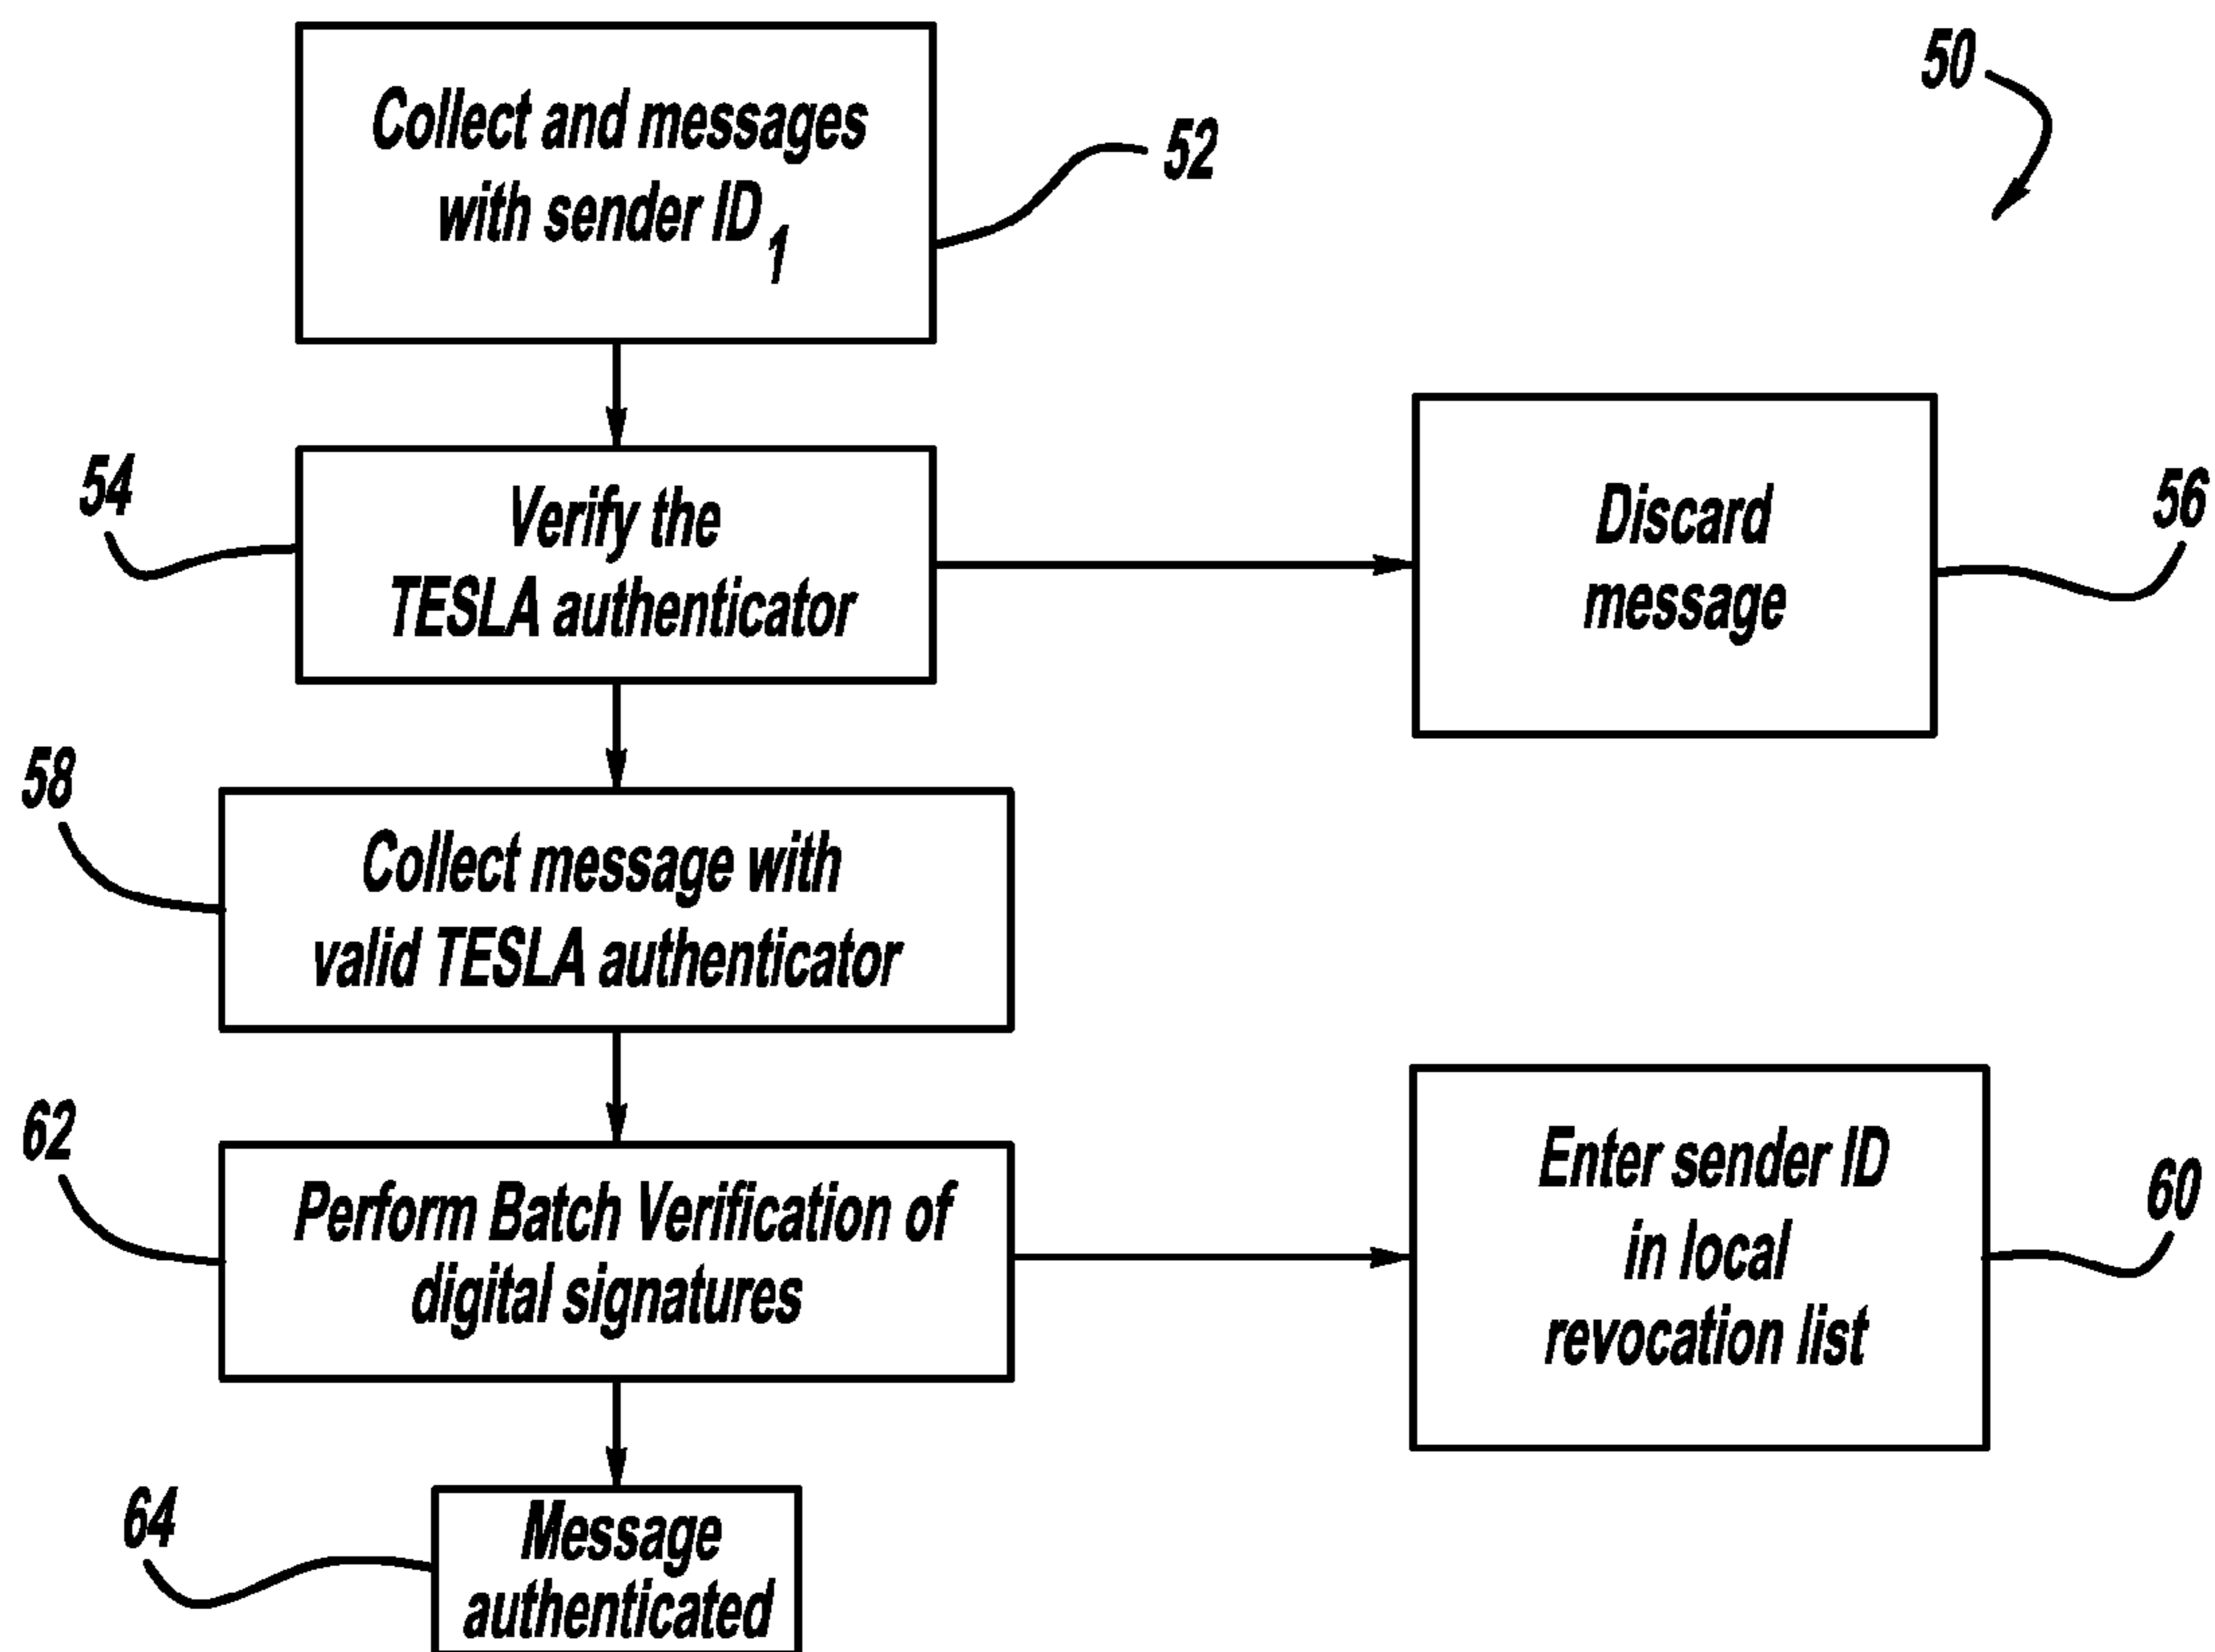 50
Collect and messages
with sender ID1
52
54
Verify the
TESLA authenticator
Discard
message
56
58
Collect message with
valid TESLA authenticator
62
Perform Batch Verification of
digital signatures
Enter sender ID
in local
revocation list
60
64
Message
authenticated